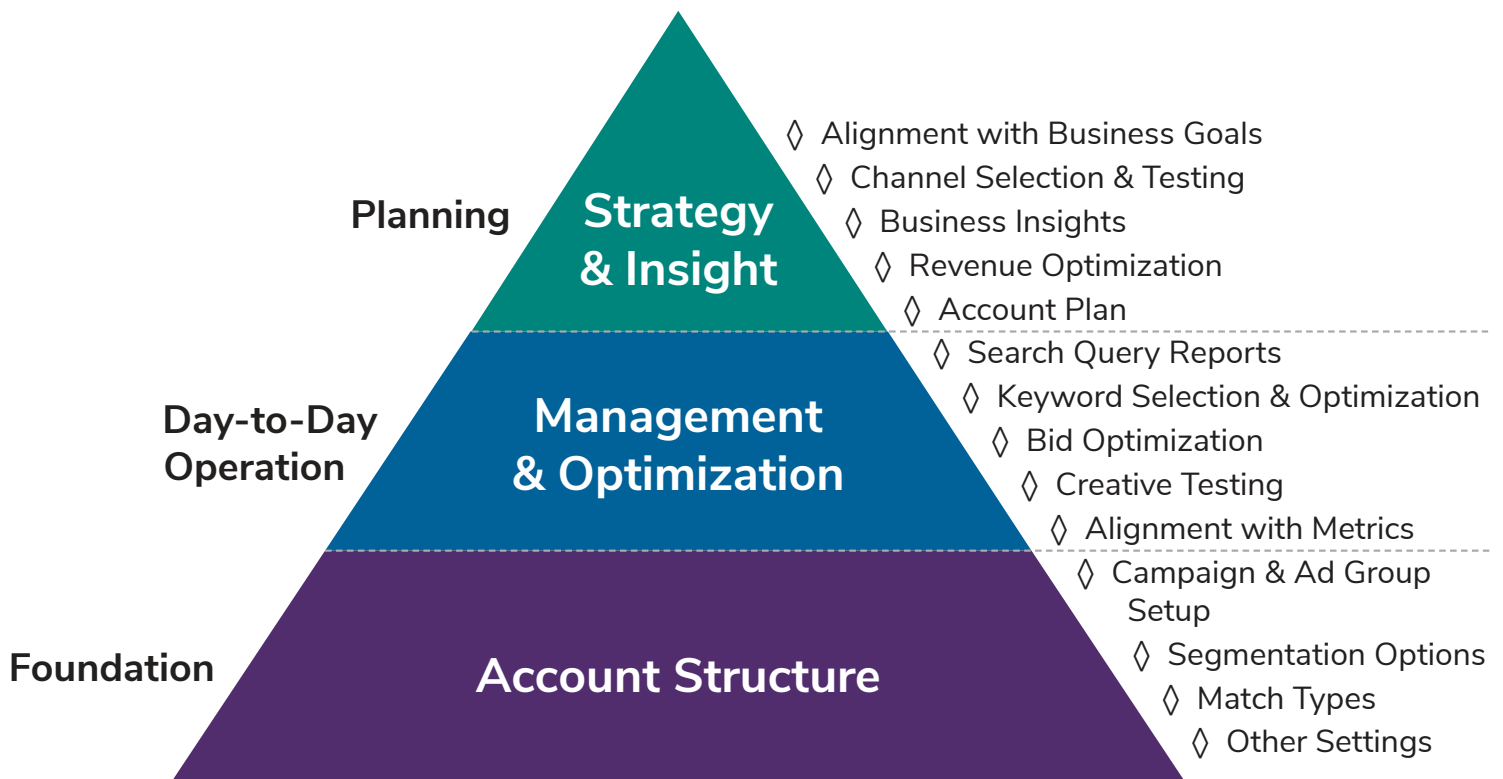 Planning
Strategy
& Insight
◊ Alignment with Business Goals
◊ Channel Selection & Testing
◊ Business Insights
◊ Revenue Optimization
◊ Account Plan
Day-to-Day
Operation
Management
& Optimization
◊ Search Query Reports
◊ Keyword Selection & Optimization
◊ Bid Optimization
◊ Creative Testing
◊ Alignment with Metrics
Foundation
Account Structure
◊ Campaign & Ad Group
Setup
◊ Segmentation Options
◊ Match Types
◊ Other Settings